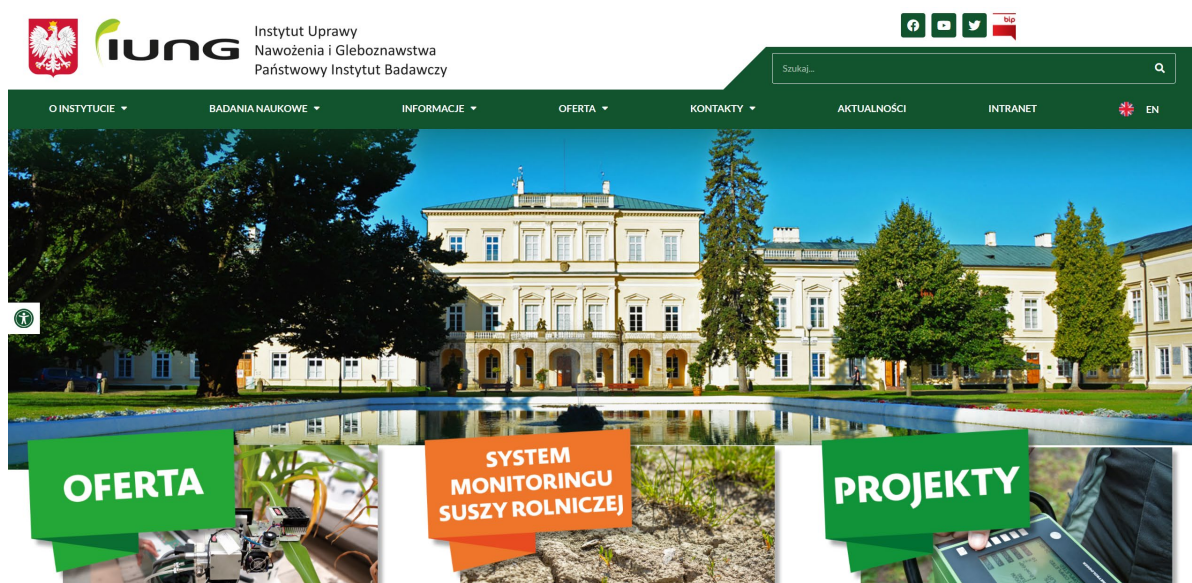 iung
Instytut Uprawy
Nawożenia i Gleboznawstwa
Państwowy Instytut Badawczy
bip
Szukaj...
O INSTYTUCIE
BADANIA NAUKOWE
INFORMACJE
OFERTA
KONTAKTY
AKTUALNOŚCI
INTRANET
EN
OFERTA
SYSTEM
MONITORINGU
SUSZY ROLNICZEJ
PROJEKTY